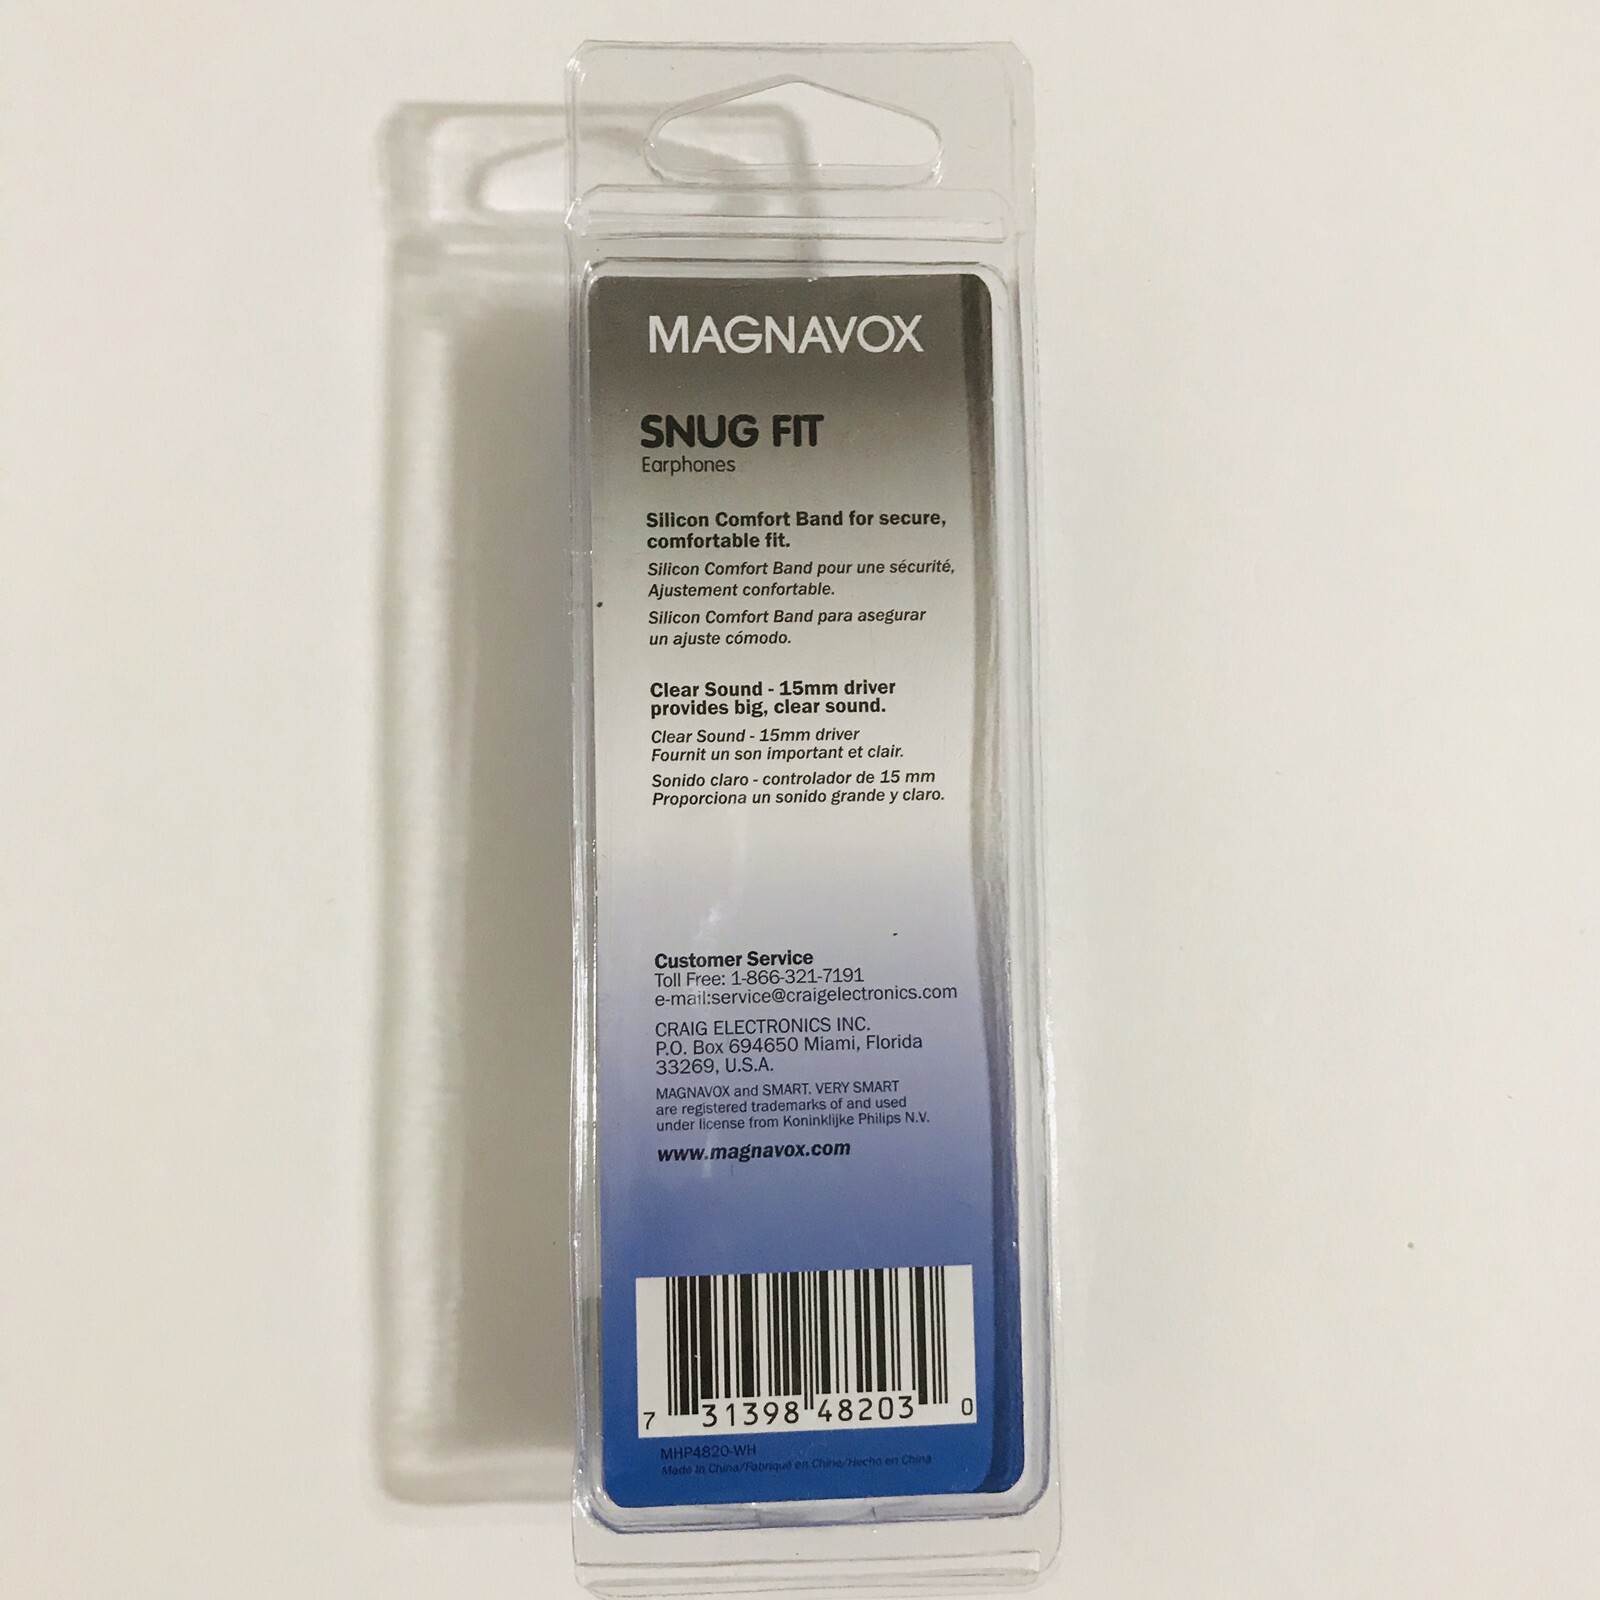 MAGNAVOX
SNUG FIT
Earphones
Silicon Comfort Band for secure,
comfortable fit.
Silicon Comfort Band pour une sécurité,
Ajustement confortable.
Silicon Comfort Band para asegurar
un ajuste cómodo.
Clear Sound - 15mm driver
provides big, clear sound.
Clear Sound - 15mm driver
Fournit un son important et clair.
Sonido claro - controlador de 15 mm
Proporciona un sonido grande y claro.
Customer Service
Toll Free: 1-866-321-7191
e-mail:service@craigelectronics.com
CRAIG ELECTRONICS INC.
P.O. Box 694650 Miami, Florida
33269, U.S.A.
MAGNAVOX and SMART. VERY SMART
are registered trademarks of and used
under license from Koninklijke Philips N.V.
www.magnavox.com
7 31398 48203 0
MHP4820-WH
Made In China/Fabriqué en Chine/Hecho en China